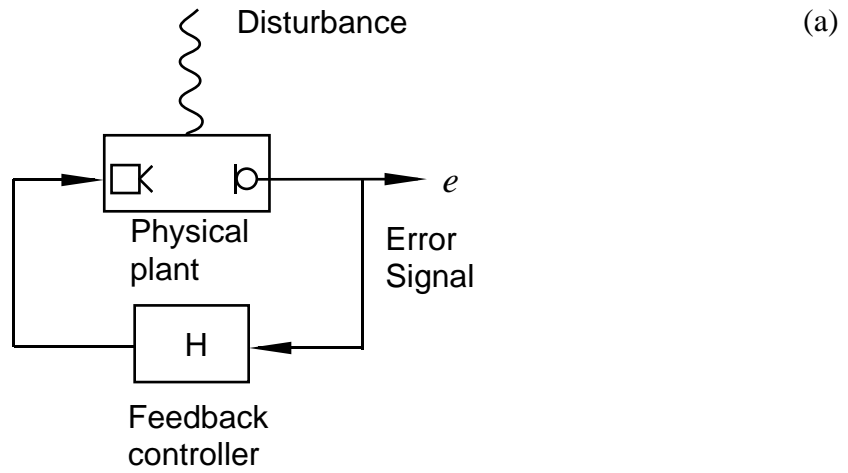 Disturbance
(a)
e
Physical
plant
Error
Signal
H
Feedback
controller